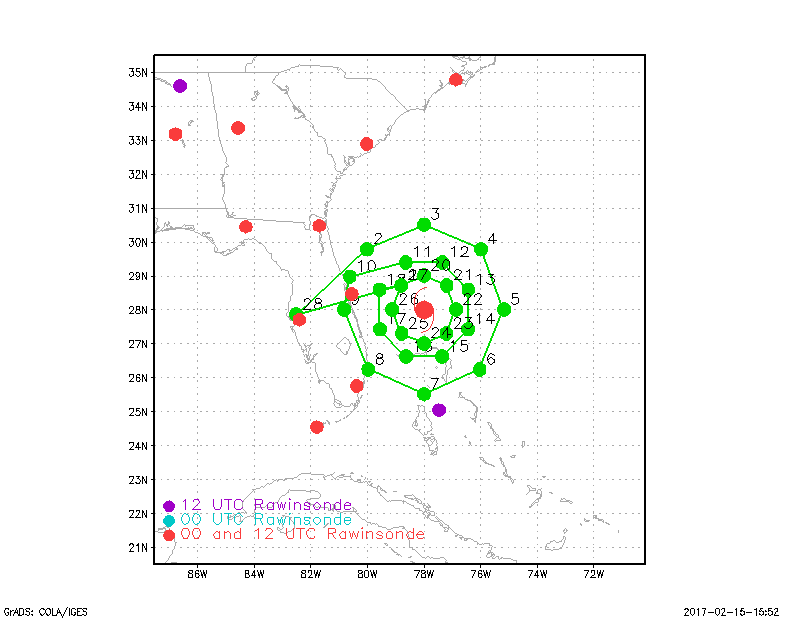 35N
34N
33N
32N
31N
30N
29N
28N
27N
26N
25N
24N
23N
22N
21N
3
2
4
11
12
10
20
21
13
28
9
26
22
5
17
25
23
14
24
15
8
6
7
12 UTC Rawinsonde
00 UTC Rawinsonde
00 and 12 UTC Rawinsonde
86W 84W 82W 80W 78W 76W 74W 72W
GrADS: COLA/IGES 2017-02-15-15:52